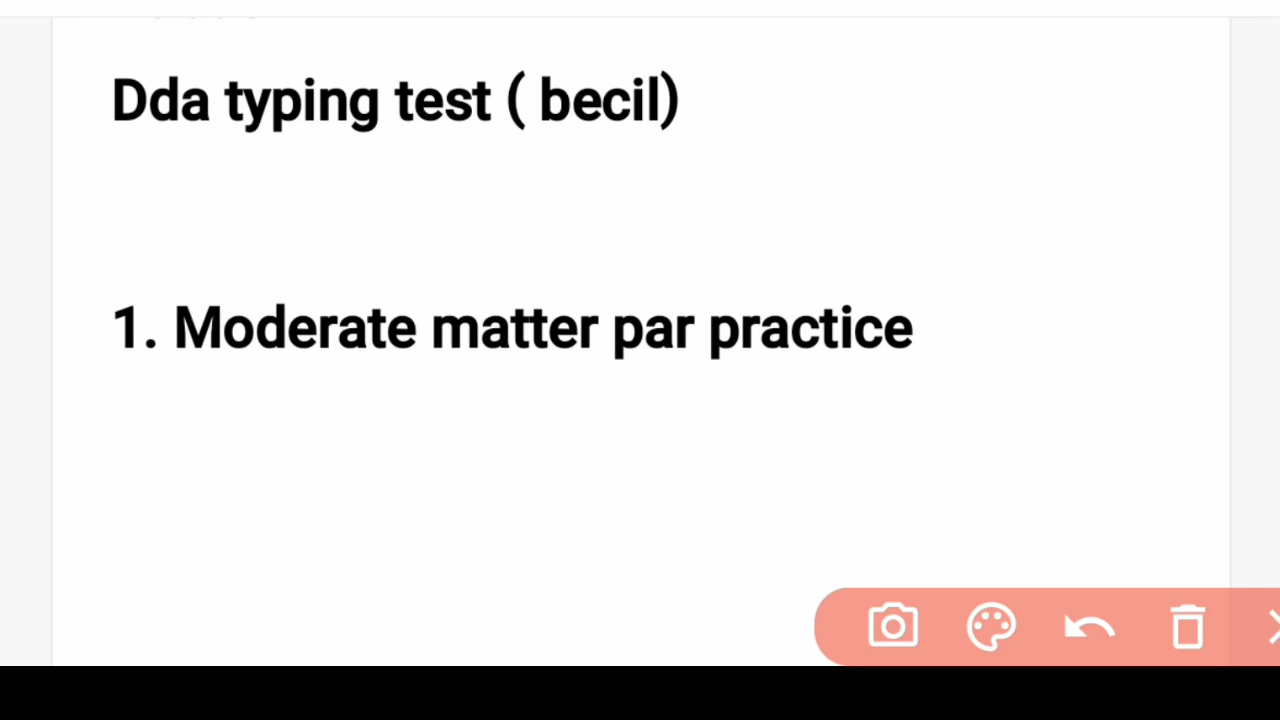 Dda typing test ( becil)
1. Moderate matter par practice